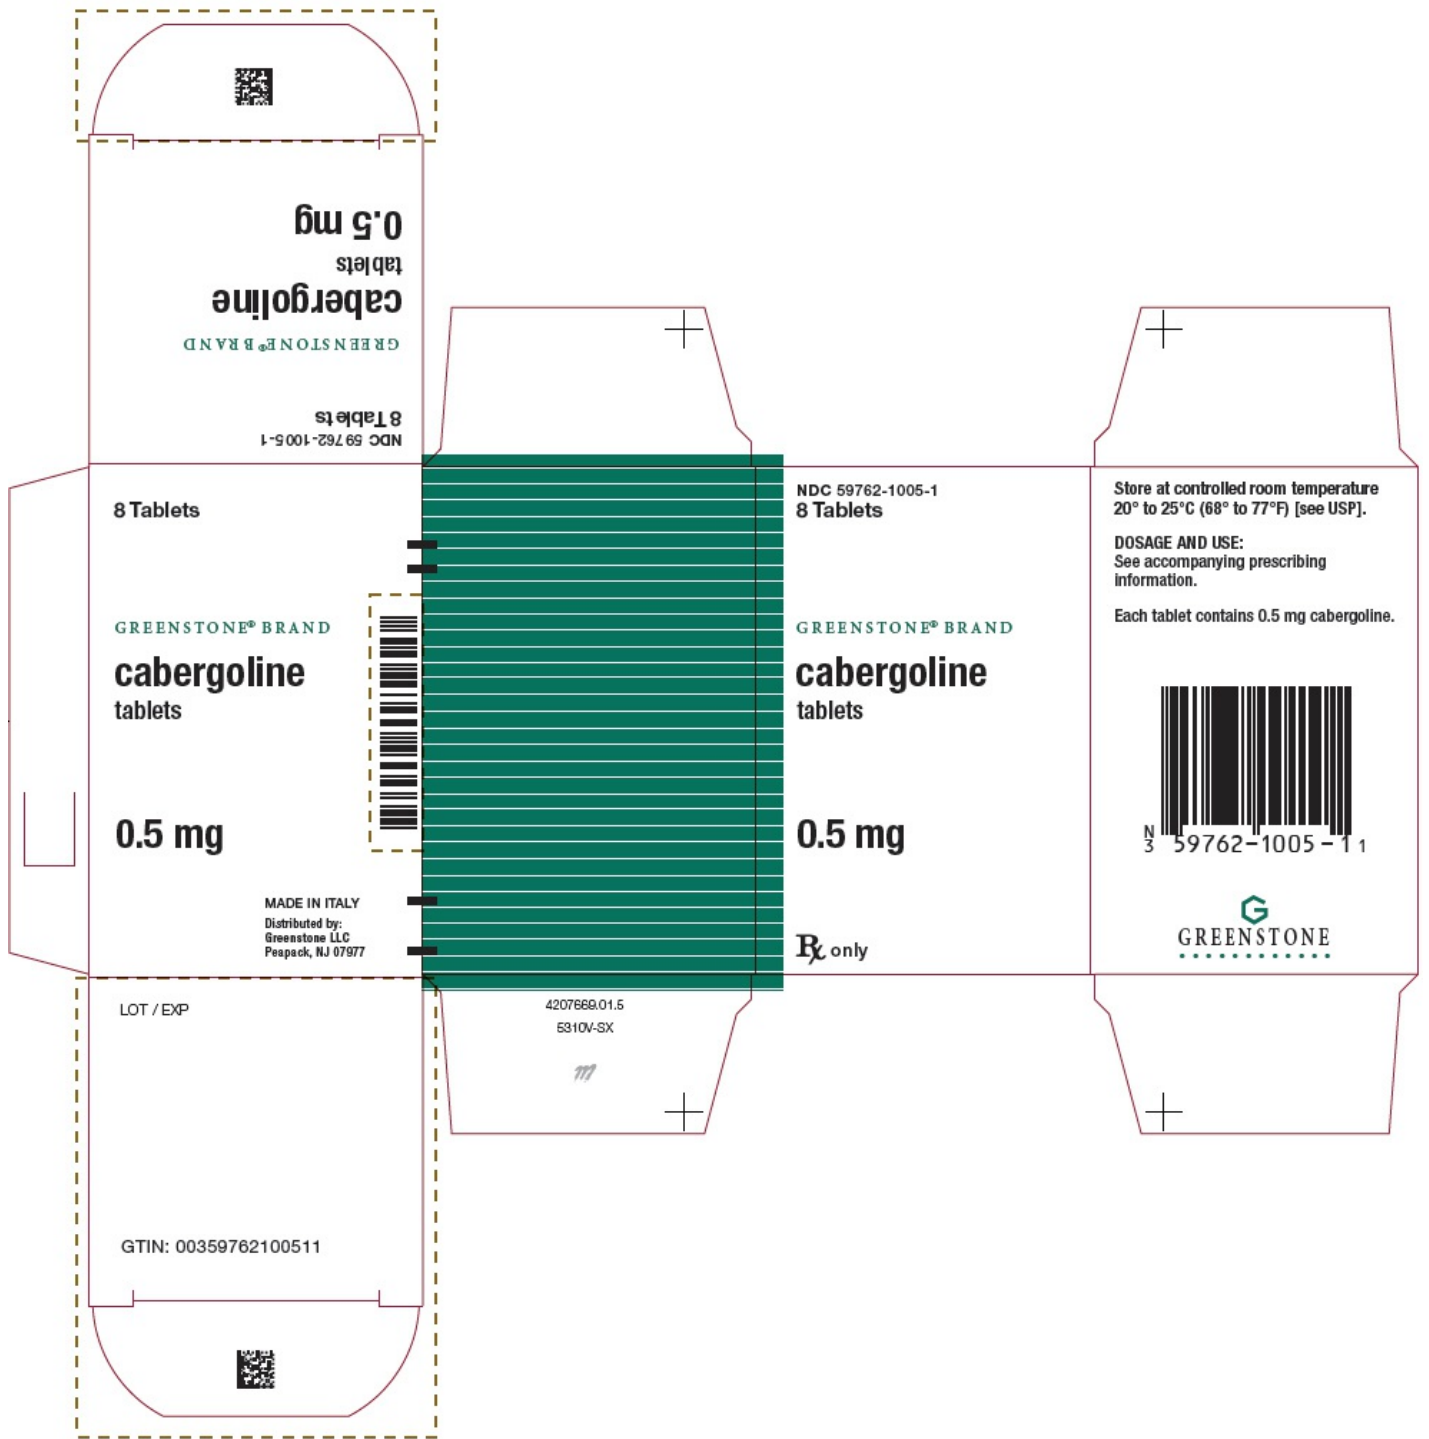 0.5 mg
tablets
cabergoline
GREENSTONE® BRAND
8 Tablets
NDC 59762-1005-1
8 Tablets
GREENSTONE® BRAND
cabergoline
tablets
0.5 mg
MADE IN ITALY
Distributed by:
Greenstone LLC
Peapack, NJ 07977
LOT / EXP
GTIN: 00359762100511
4207669.01.5
5310V-SX
NDC 59762-1005-1
8 Tablets
GREENSTONE® BRAND
cabergoline
tablets
0.5 mg
Rx only
Store at controlled room temperature
20° to 25°C (68° to 77°F) [see USP].
DOSAGE AND USE:
See accompanying prescribing
information.
Each tablet contains 0.5 mg cabergoline.
N
3 59762-1005-1 1
G
GREENSTONE